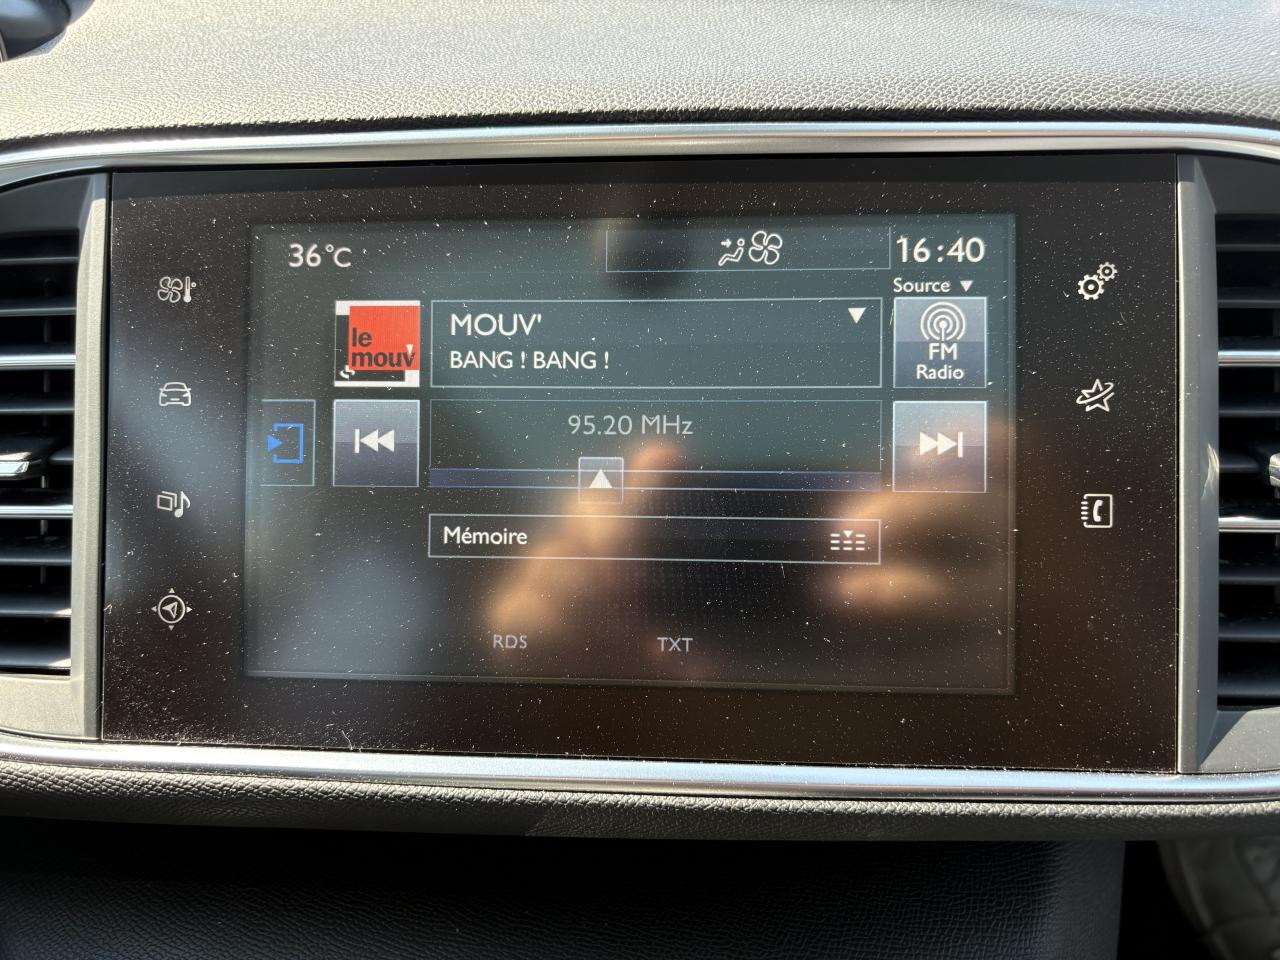 36°C
16:40
Source
le
mouv
MOUV'
BANG ! BANG !
FM
Radio
95.20 MHz
Mémoire
RDS
TXT